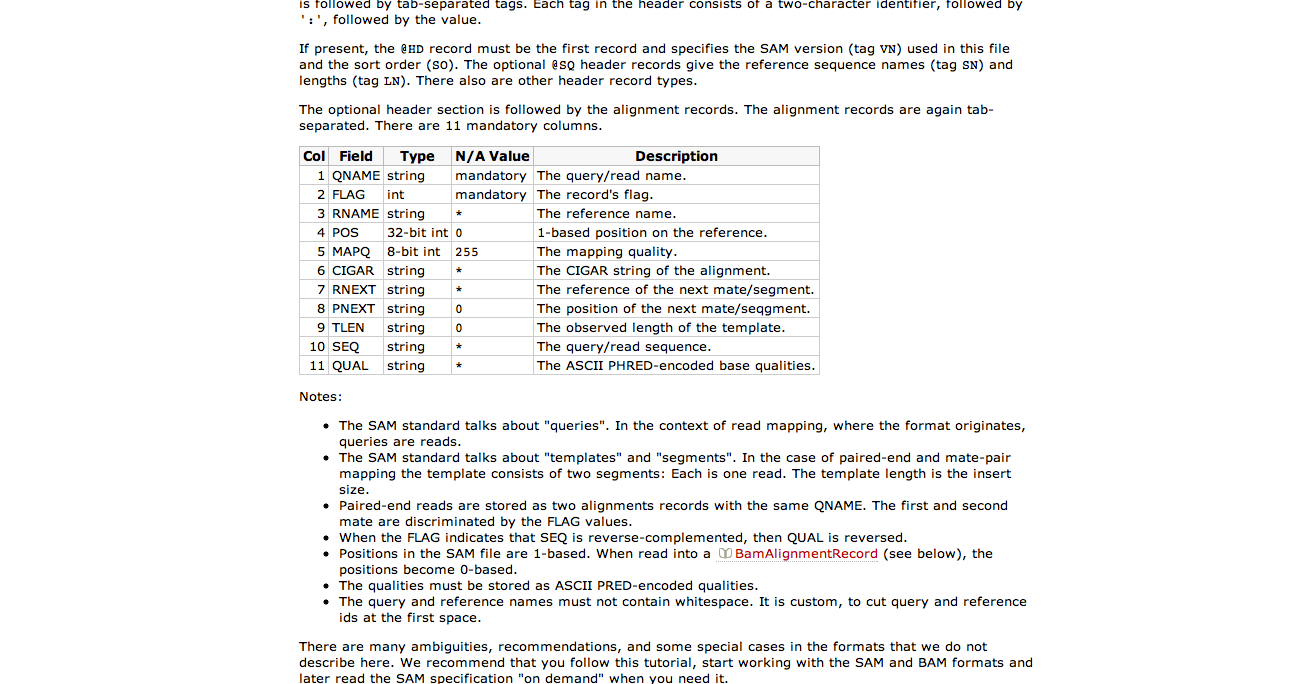 is followed by tab-separated tags. Each tag in the header consists of a two-character identifier, followed by
':', followed by the value.
If present, the @HD record must be the first record and specifies the SAM version (tag VN) used in this file
and the sort order (SO). The optional @SQ header records give the reference sequence names (tag SN) and
lengths (tag LN). There also are other header record types.
The optional header section is followed by the alignment records. The alignment records are again tab-
separated. There are 11 mandatory columns.
Col Field Type N/A Value Description
1 QNAME string mandatory The query/read name.
2 FLAG int mandatory The record's flag.
3 RNAME string * The reference name.
4 POS 32-bit int 0 1-based position on the reference.
5 MAPQ 8-bit int 255 The mapping quality.
6 CIGAR string * The CIGAR string of the alignment.
7 RNEXT string * The reference of the next mate/segment.
8 PNEXT string 0 The position of the next mate/seqgment.
9 TLEN string 0 The observed length of the template.
10 SEQ string * The query/read sequence.
11 QUAL string * The ASCII PHRED-encoded base qualities.
Notes:
• The SAM standard talks about "queries". In the context of read mapping, where the format originates,
queries are reads.
• The SAM standard talks about "templates" and "segments". In the case of paired-end and mate-pair
mapping the template consists of two segments: Each is one read. The template length is the insert
size.
• Paired-end reads are stored as two alignments records with the same QNAME. The first and second
mate are discriminated by the FLAG values.
• When the FLAG indicates that SEQ is reverse-complemented, then QUAL is reversed.
• Positions in the SAM file are 1-based. When read into a BamAlignmentRecord (see below), the
positions become 0-based.
• The qualities must be stored as ASCII PRED-encoded qualities.
• The query and reference names must not contain whitespace. It is custom, to cut query and reference
ids at the first space.
There are many ambiguities, recommendations, and some special cases in the formats that we do not
describe here. We recommend that you follow this tutorial, start working with the SAM and BAM formats and
later read the SAM specification "on demand" when you need it.